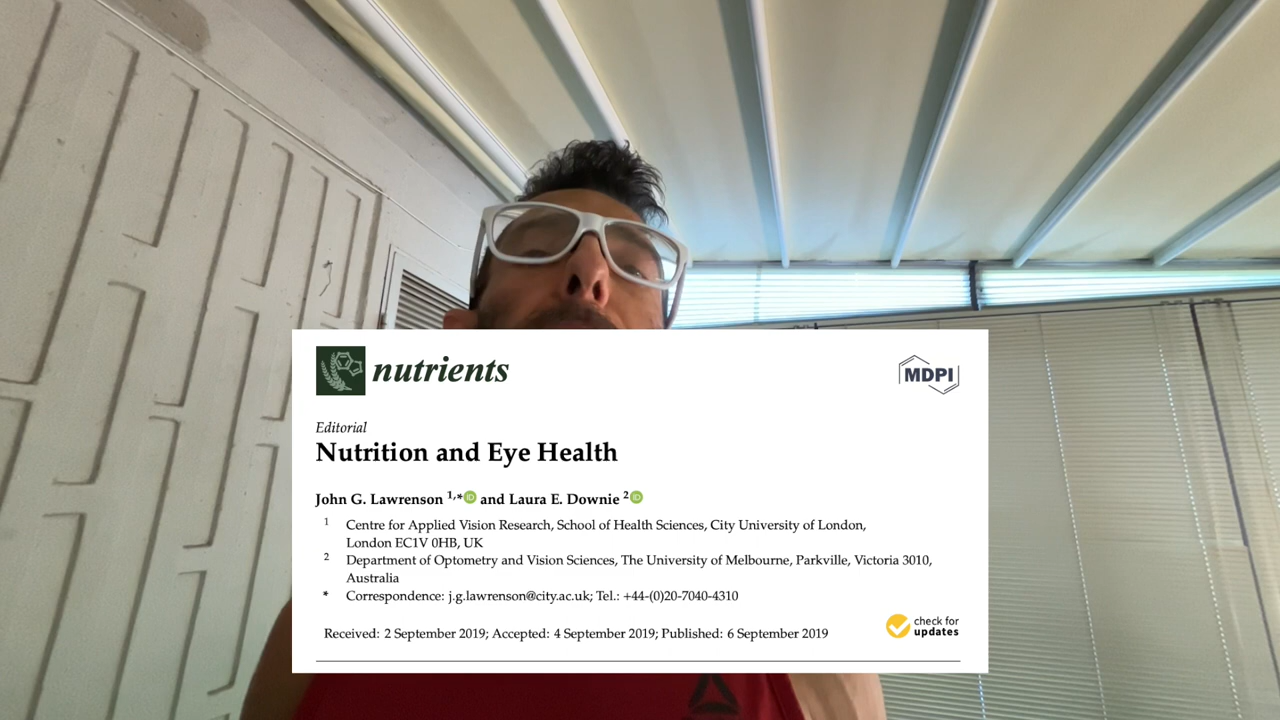 nutrients
MDPI
Editorial
Nutrition and Eye Health
John G. Lawrenson 1,* iD and Laura E. Downie 2 iD
1 Centre for Applied Vision Research, School of Health Sciences, City University of London,
London EC1V 0HB, UK
2 Department of Optometry and Vision Sciences, The University of Melbourne, Parkville, Victoria 3010,
Australia
* Correspondence: j.g.lawrenson@city.ac.uk; Tel.: +44-(0)20-7040-4310
check for
updates
Received: 2 September 2019; Accepted: 4 September 2019; Published: 6 September 2019